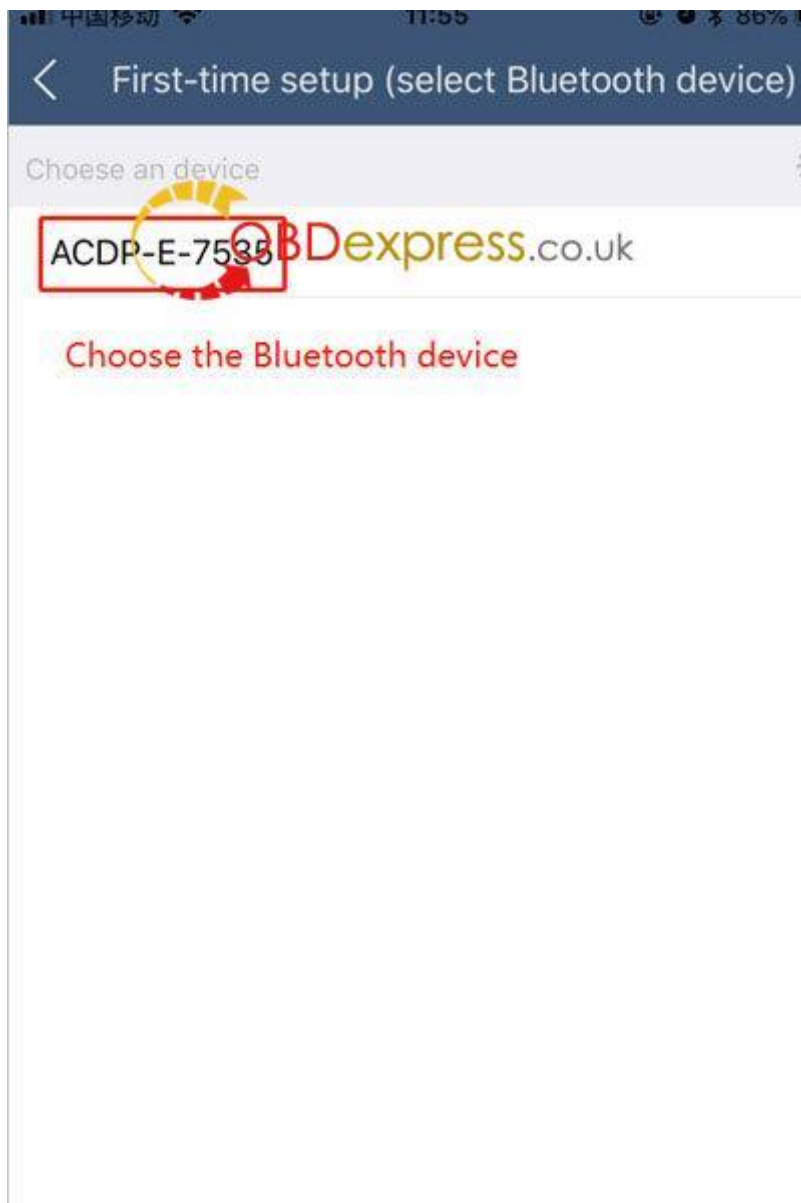 中国移动 11:55 86%
First-time setup (select Bluetooth device)
Choese an device
ACDP-E-7535
OBDexpress.co.uk
Choose the Bluetooth device